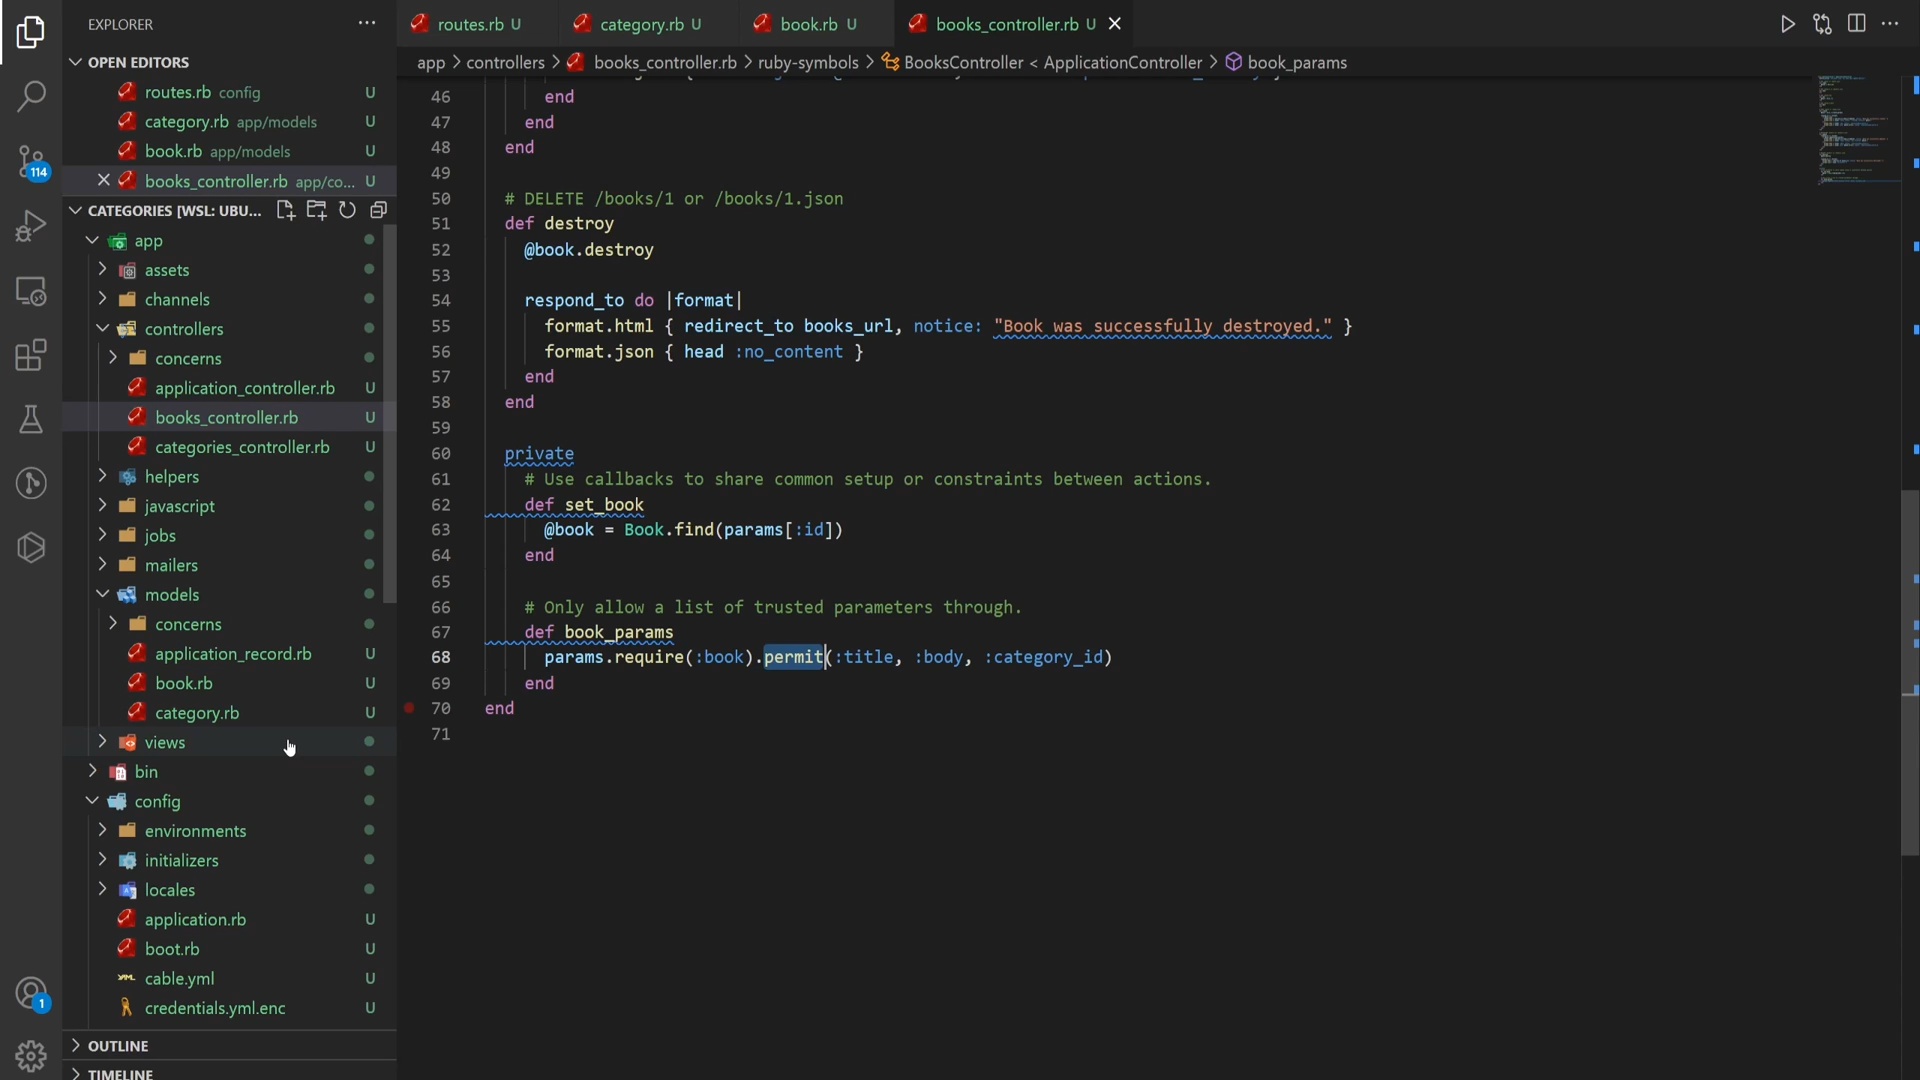 EXPLORER
OPEN EDITORS
routes.rb config U
category.rb app/models U
book.rb app/models U
books_controller.rb app/co... U
CATEGORIES [WSL: UBU...
app
assets
channels
controllers
concerns
application_controller.rb U
books_controller.rb U
categories_controller.rb U
helpers
javascript
jobs
mailers
models
concerns
application_record.rb U
book.rb U
category.rb U
views
bin
config
environments
initializers
locales
application.rb U
boot.rb U
cable.yml U
credentials.yml.enc U
OUTLINE
TIMELINE
114
1
routes.rb U category.rb U book.rb U books_controller.rb U
app > controllers > books_controller.rb > ruby-symbols > BooksController < ApplicationController > book_params
46 end
47 end
48 end
49
50 # DELETE /books/1 or /books/1.json
51 def destroy
52 @book.destroy
53
54 respond_to do |format|
55 format.html { redirect_to books_url, notice: "Book was successfully destroyed." }
56 format.json { head :no_content }
57 end
58 end
59
60 private
61 # Use callbacks to share common setup or constraints between actions.
62 def set_book
63 @book = Book.find(params[:id])
64 end
65
66 # Only allow a list of trusted parameters through.
67 def book_params
68 params.require(:book).permit(:title, :body, :category_id)
69 end
70 end
71